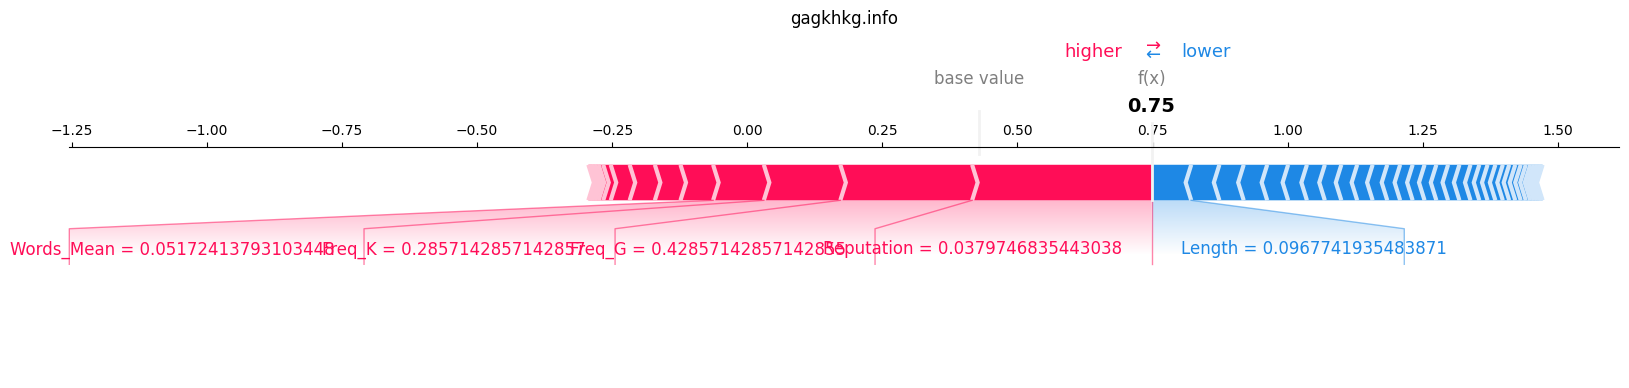 gagkhkg.info
higher → ← lower
base value f(x)
0.75
−1.25 −1.00 −0.75 −0.50 −0.25 0.00 0.25 0.50 0.75 1.00 1.25 1.50
Words_Mean = 0.05172413793103448 Freq_K = 0.2857142857142857 Freq_G = 0.42857142857142855 Reputation = 0.0379746835443038 Length = 0.0967741935483871